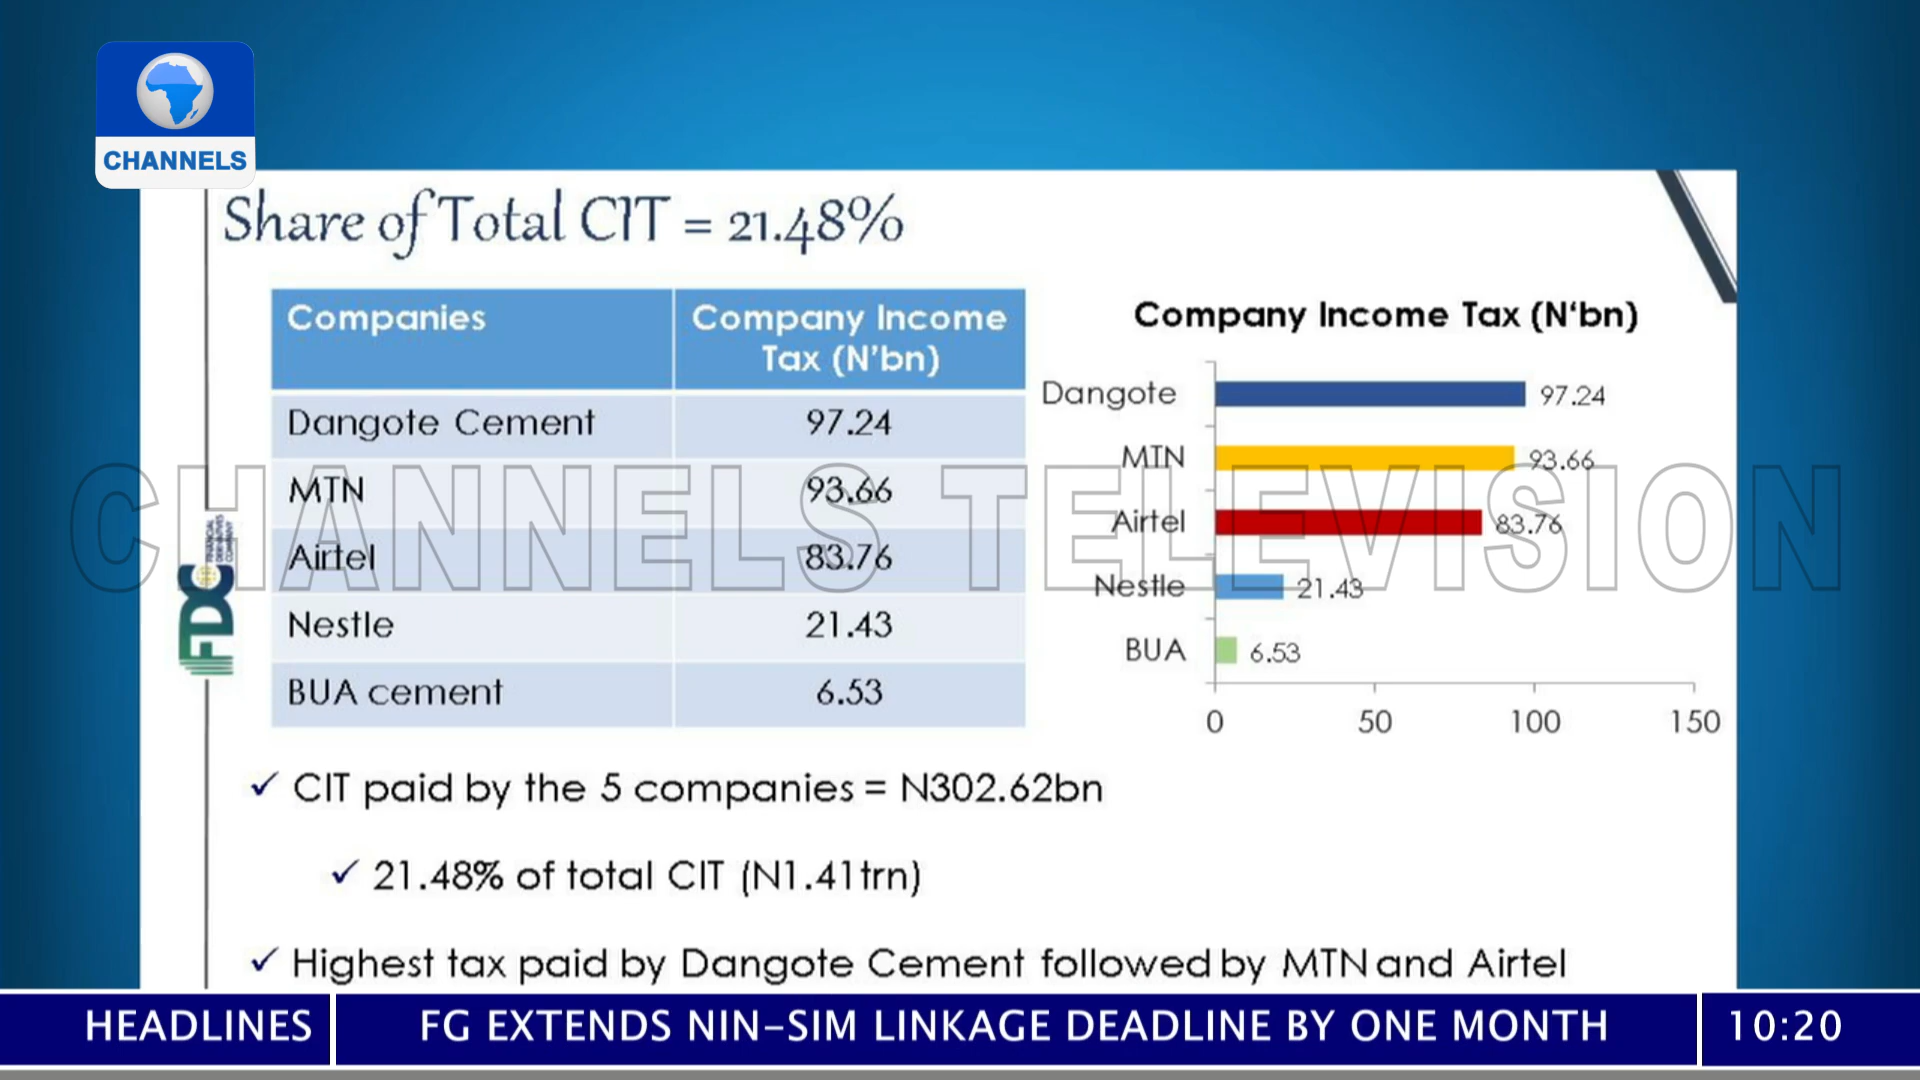 CHANNELS
Share of Total CIT = 21.48%
Companies
Company Income
Tax (N’bn)
Dangote Cement 97.24
MTN 93.66
Airtel 83.76
Nestle 21.43
BUA cement 6.53
Company Income Tax (N‘bn)
Dangote 97.24
MTN 93.66
Airtel 83.76
Nestle 21.43
BUA 6.53
0 50 100 150
CHANNELS TELEVISION
FDC
FINANCIAL
DERIVATIVES
COMPANY
✓ CIT paid by the 5 companies = N302.62bn
✓ 21.48% of total CIT (N1.41trn)
✓ Highest tax paid by Dangote Cement followed by MTN and Airtel
HEADLINES FG EXTENDS NIN–SIM LINKAGE DEADLINE BY ONE MONTH 10:20